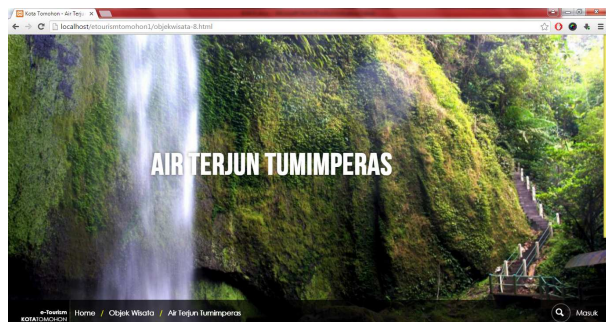 Kota Tomohon - Air Terju
localhost/etourismtomohon1/objekwisata-8.html
AIR TERJUN TUMIMPERAS
e-Tourism
KOTATOMOHON
Home / Objek Wisata / Air Terjun Tumimperas
Masuk